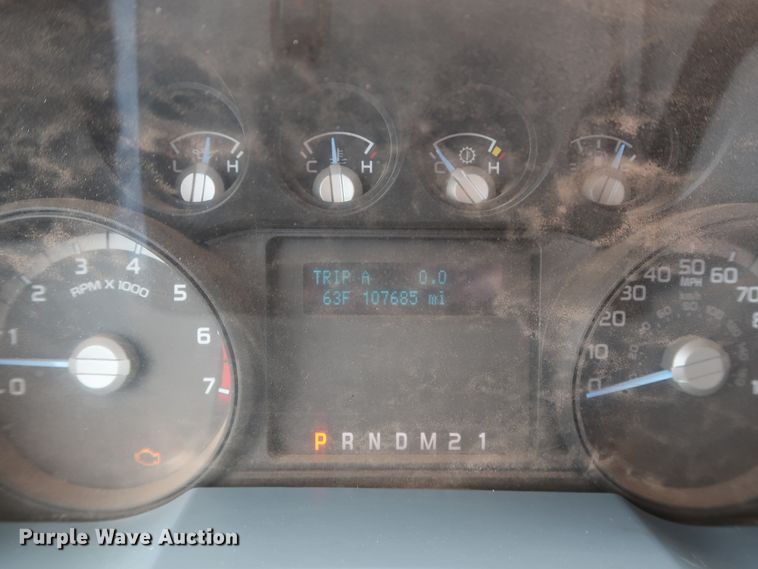 L H
C H
C H
TRIP A 0.0
63F 107685 mi
0 1 2 3 4 5 6 7
RPM X 1000
0 10 20 30 40 50 60 70
MPH
km/h
P R N D M 2 1
Purple Wave Auction